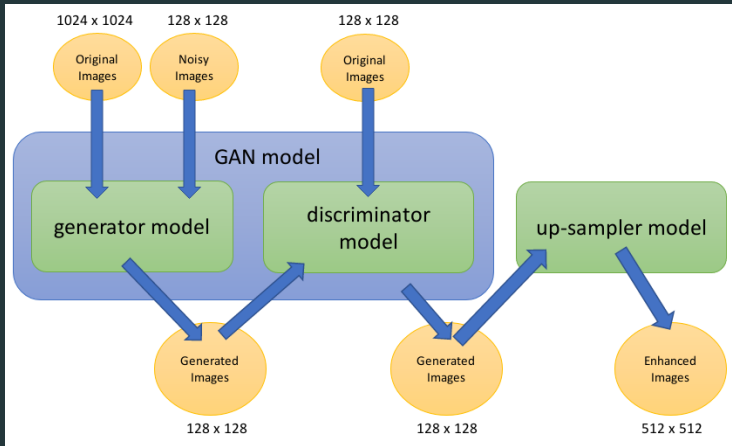 1024 x 1024
128 x 128
128 x 128
Original
Images
Noisy
Images
Original
Images
GAN model
generator model
discriminator
model
up-sampler model
Generated
Images
Generated
Images
Enhanced
Images
128 x 128
128 x 128
512 x 512